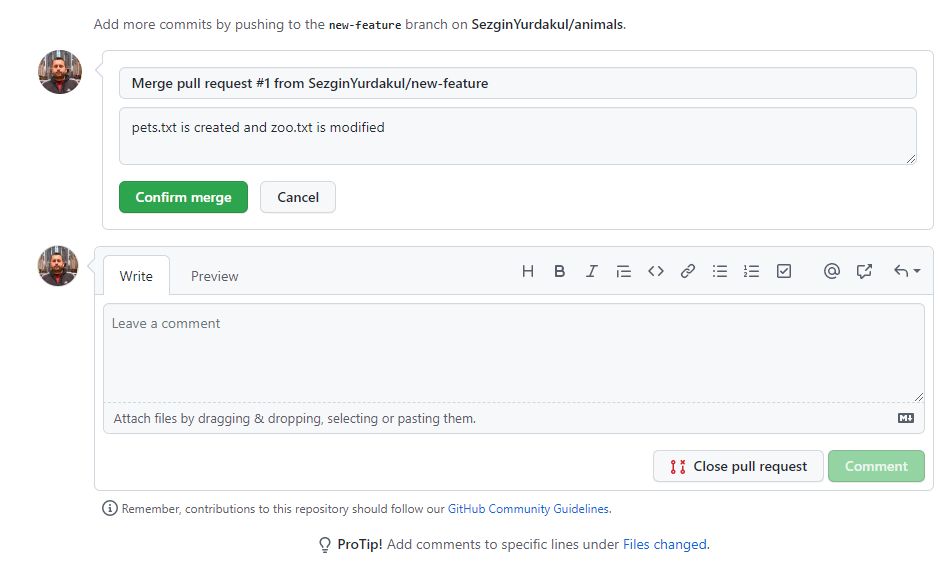 Add more commits by pushing to the new-feature branch on SezginYurdakul/animals.
Merge pull request #1 from SezginYurdakul/new-feature
pets.txt is created and zoo.txt is modified
Confirm merge Cancel
Write Preview
Leave a comment
Attach files by dragging & dropping, selecting or pasting them.
Close pull request Comment
Remember, contributions to this repository should follow our GitHub Community Guidelines.
ProTip! Add comments to specific lines under Files changed.